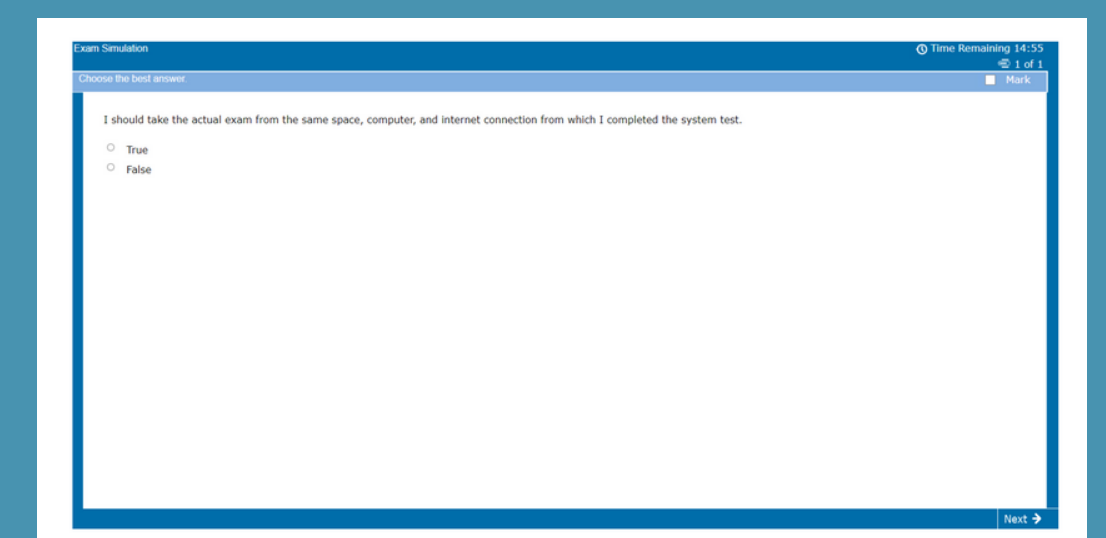 Exam Simulation
Time Remaining 14:55
1 of 1
Choose the best answer.
Mark
I should take the actual exam from the same space, computer, and internet connection from which I completed the system test.
True
False
Next →